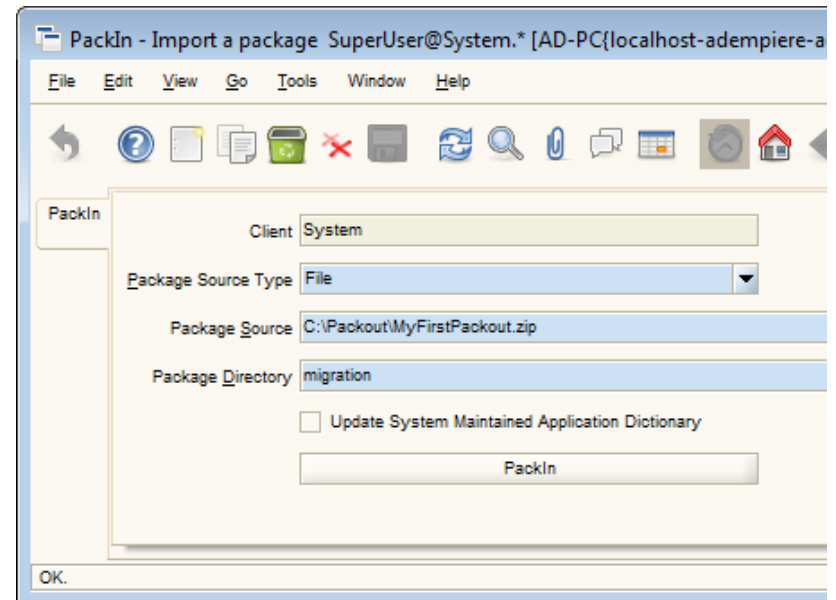 PackIn - Import a package SuperUser@System.* [AD-PC{localhost-adempiere-a
File Edit View Go Tools Window Help
PackIn
Client System
Package Source Type File
Package Source C:\Packout\MyFirstPackout.zip
Package Directory migration
Update System Maintained Application Dictionary
PackIn
OK.